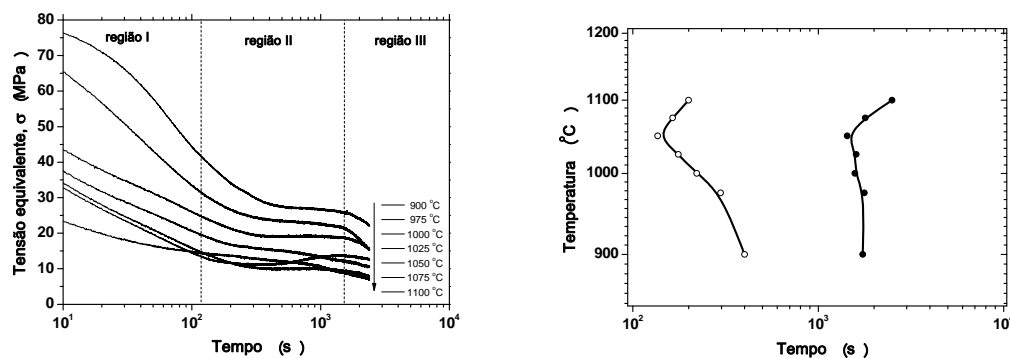 80
70
60
50
40
30
20
10
0
Tensão equivalente, σ (MPa)
região I
região II
região III
900 °C
975 °C
1000 °C
1025 °C
1050 °C
1075 °C
1100 °C
10¹
10²
10³
10⁴
Tempo (s)
1200
1100
1000
900
Temperatura (°C)
10²
10³
10⁴
Tempo (s)